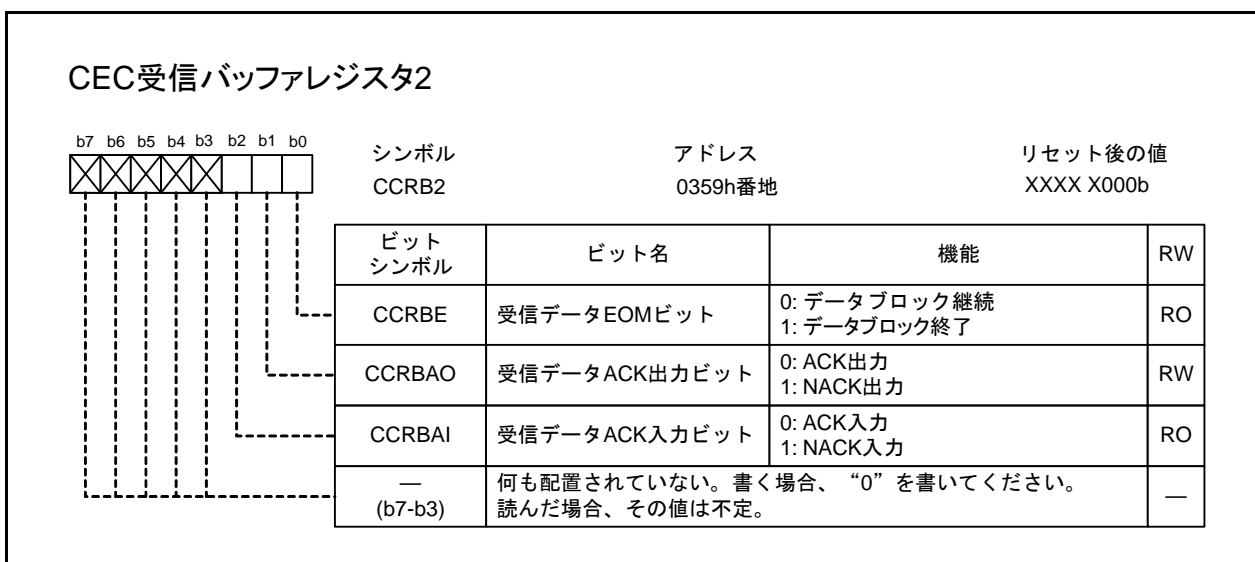 CEC受信バッファレジスタ2
b7 b6 b5 b4 b3 b2 b1 b0
シンボル アドレス リセット後の値
CCRB2 0359h番地 XXXX X000b
ビット
シンボル ビット名 機能 RW
CCRBE 受信データEOMビット 0: データブロック継続
1: データブロック終了 RO
CCRBAO 受信データACK出力ビット 0: ACK出力
1: NACK出力 RW
CCRBAI 受信データACK入力ビット 0: ACK入力
1: NACK入力 RO
—
(b7-b3) 何も配置されていない。書く場合、“0”を書いてください。
読んだ場合、その値は不定。 —